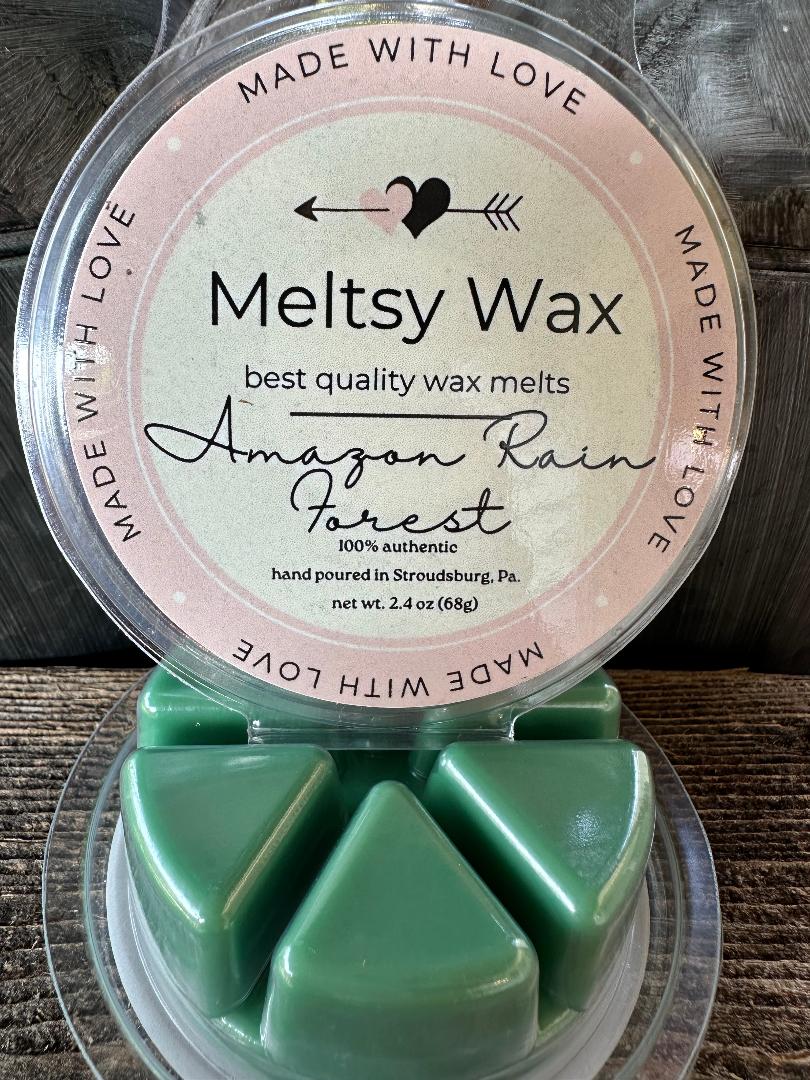 MADE WITH LOVE
MADE WITH LOVE
MADE WITH LOVE
Meltsy Wax
best quality wax melts
Amazon Rain
Forest
100% authentic
hand poured in Stroudsburg, Pa.
net wt. 2.4 oz (68g)
MADE WITH LOVE